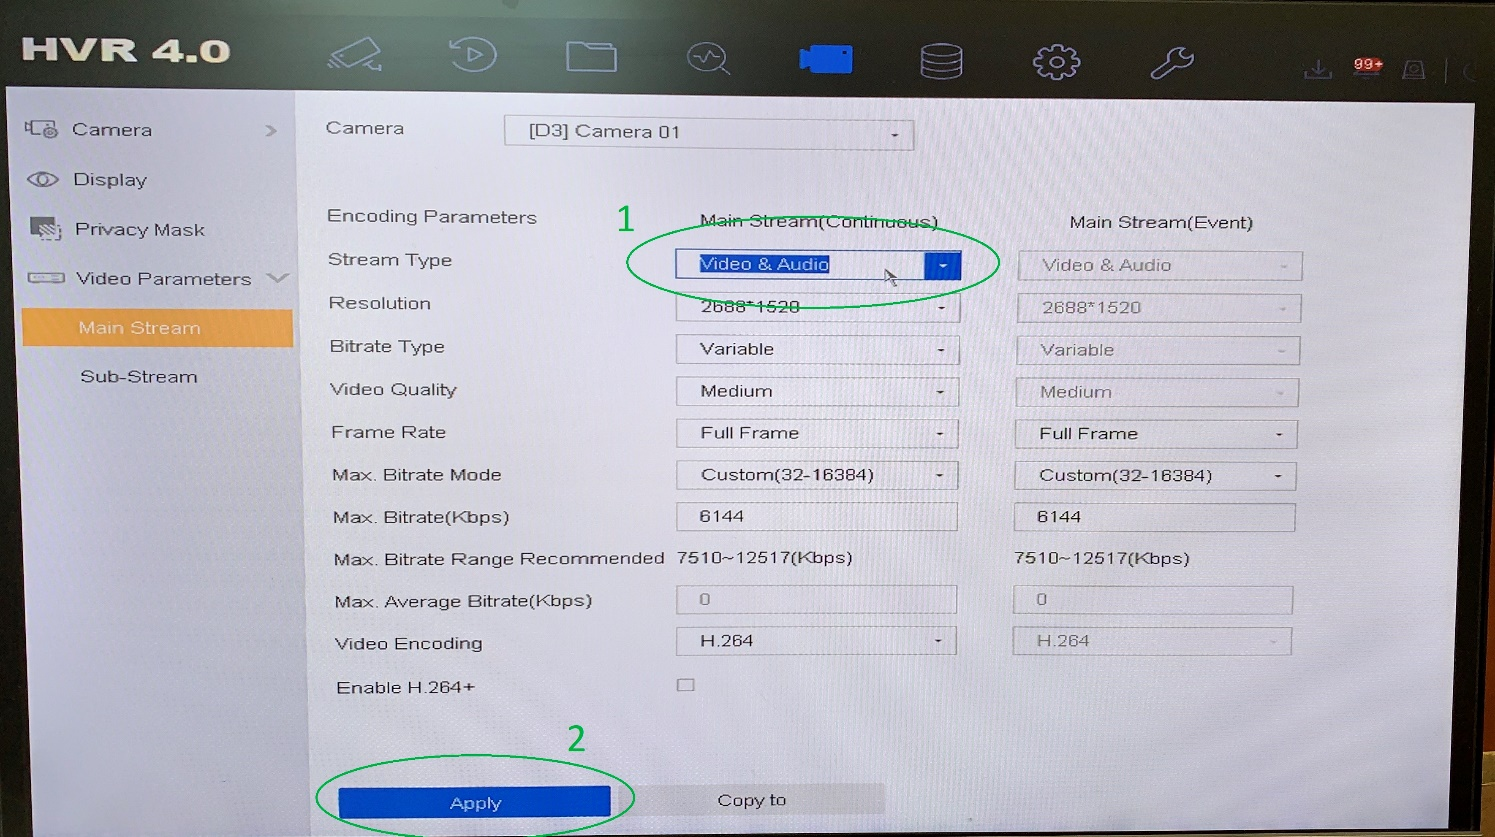 HVR 4.0
99+
Camera
Display
Privacy Mask
Video Parameters
Main Stream
Sub-Stream
Camera [D3] Camera 01
1
Encoding Parameters Main Stream(Continuous) Main Stream(Event)
Stream Type Video & Audio Video & Audio
Resolution 2688*1520 2688*1520
Bitrate Type Variable Variable
Video Quality Medium Medium
Frame Rate Full Frame Full Frame
Max. Bitrate Mode Custom(32-16384) Custom(32-16384)
Max. Bitrate(Kbps) 6144 6144
Max. Bitrate Range Recommended 7510~12517(Kbps) 7510~12517(Kbps)
Max. Average Bitrate(Kbps) 0 0
Video Encoding H.264 H.264
Enable H.264+
2
Apply Copy to